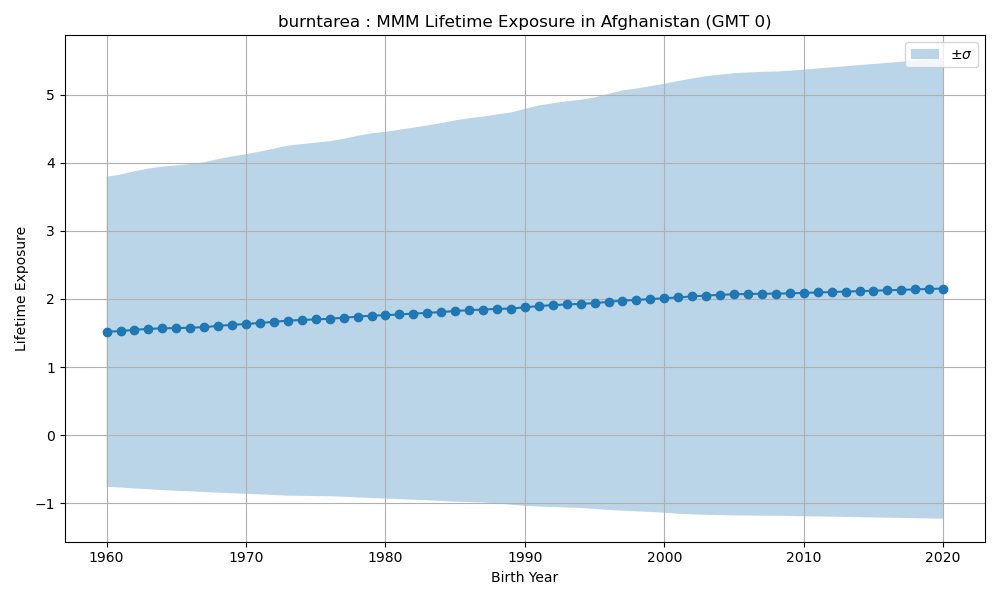 burntarea : MMM Lifetime Exposure in Afghanistan (GMT 0)
±σ
5
4
3
2
1
0
−1
Lifetime Exposure
1960 1970 1980 1990 2000 2010 2020
Birth Year